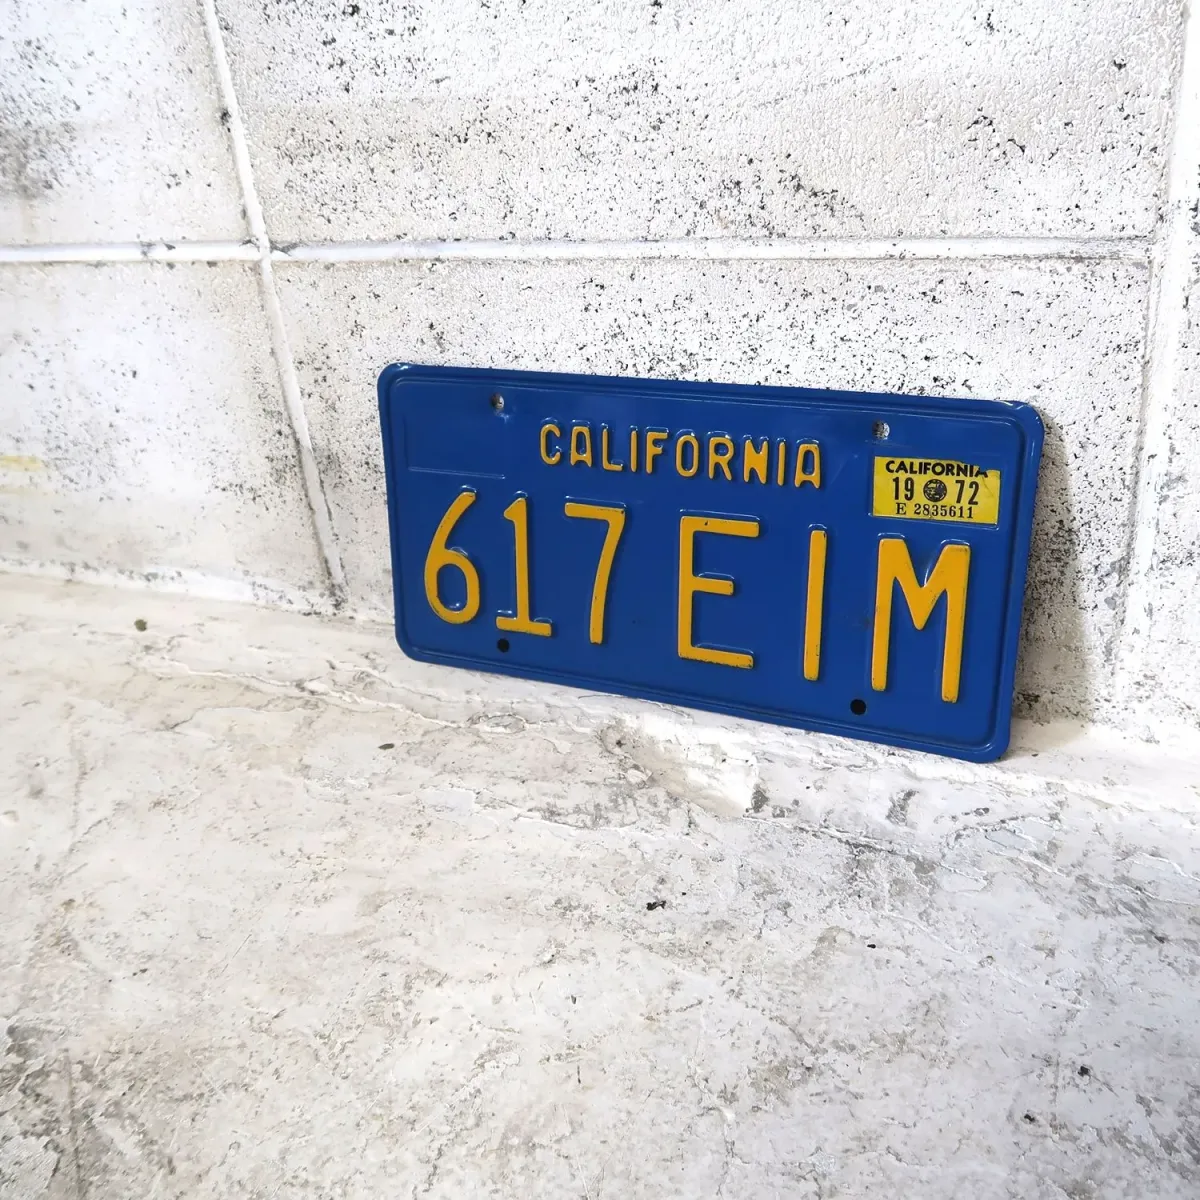 CALIFORNIA
CALIFORNIA
19 72
E 2835611
617 EIM